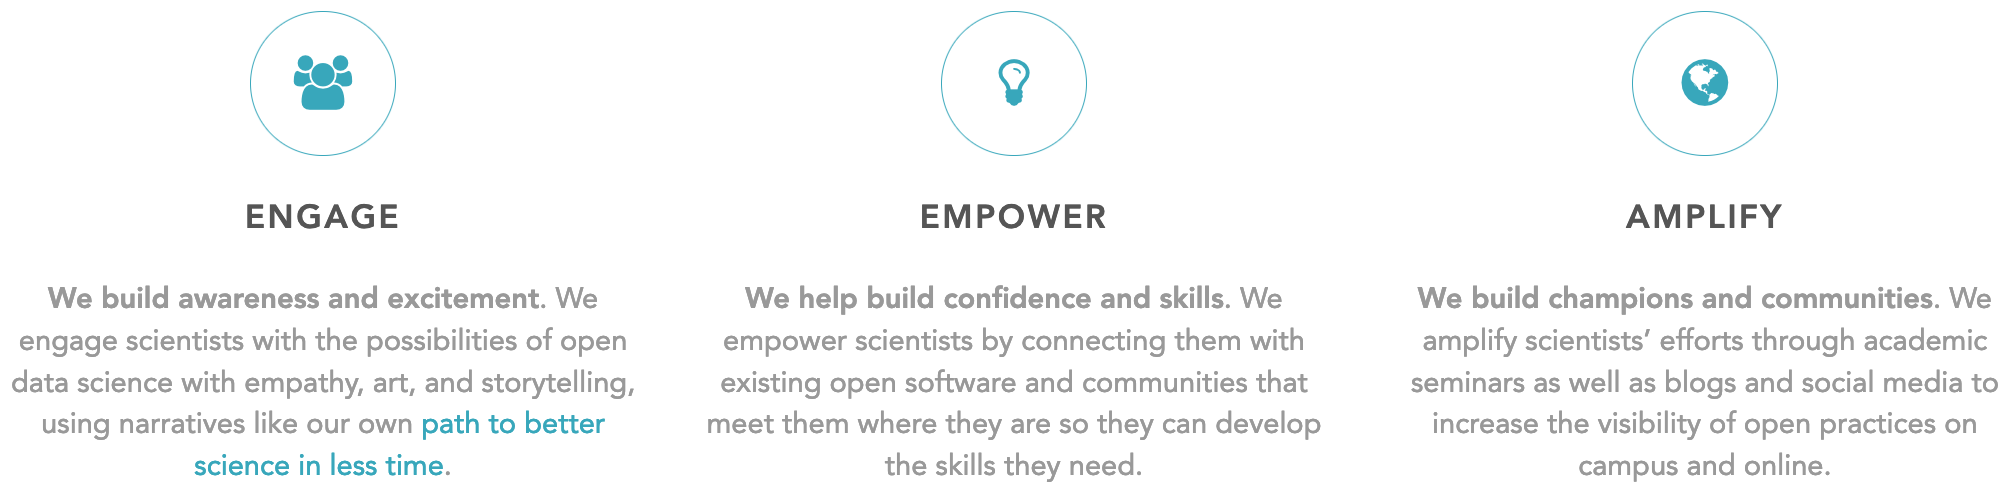 ENGAGE
We build awareness and excitement. We
engage scientists with the possibilities of open
data science with empathy, art, and storytelling,
using narratives like our own path to better
science in less time.
EMPOWER
We help build confidence and skills. We
empower scientists by connecting them with
existing open software and communities that
meet them where they are so they can develop
the skills they need.
AMPLIFY
We build champions and communities. We
amplify scientists’ efforts through academic
seminars as well as blogs and social media to
increase the visibility of open practices on
campus and online.